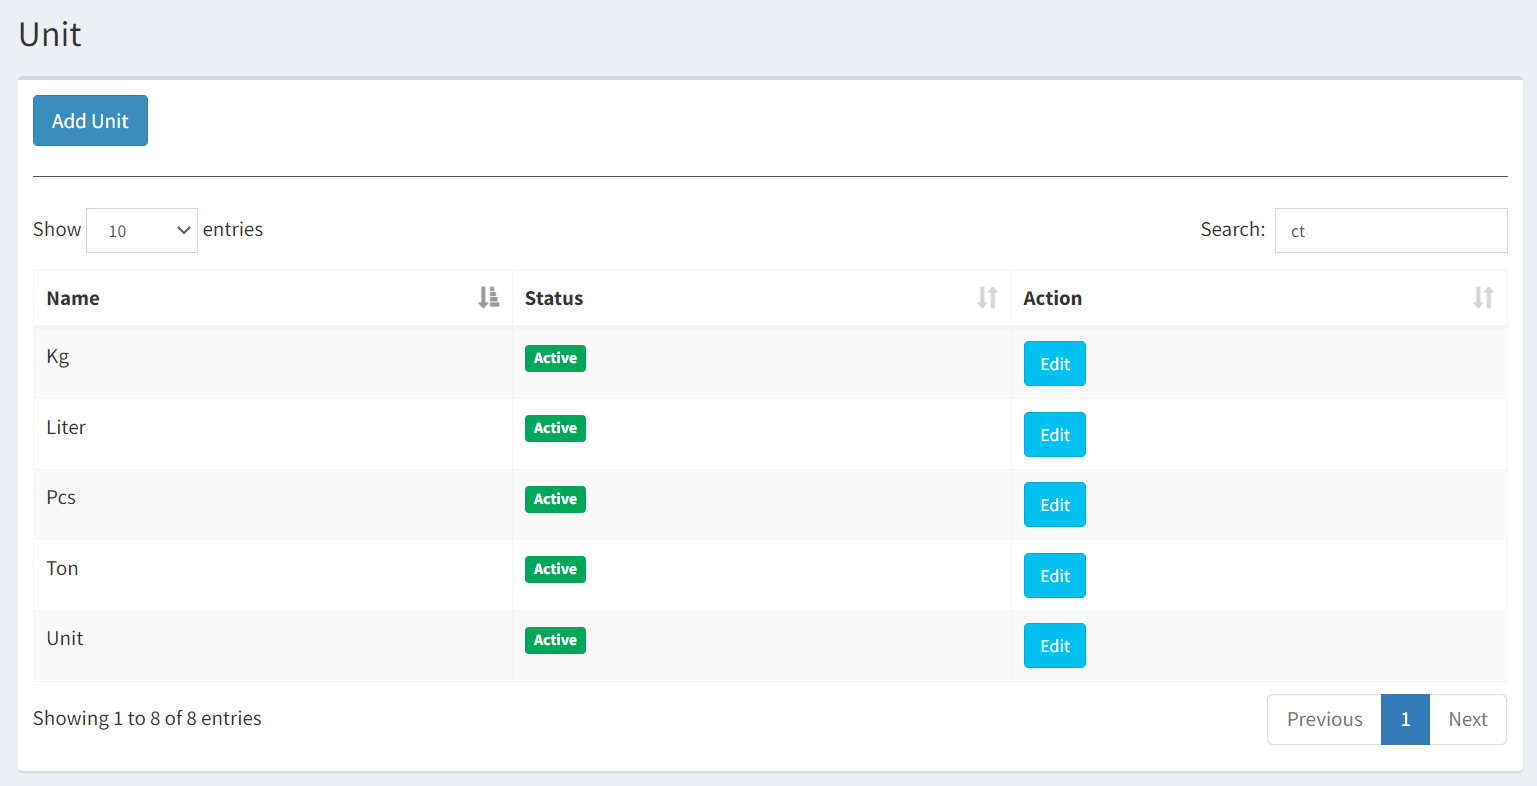 Unit
Add Unit
Show 10 entries Search: ct
Name Status Action
Kg Active Edit
Liter Active Edit
Pcs Active Edit
Ton Active Edit
Unit Active Edit
Showing 1 to 8 of 8 entries Previous 1 Next